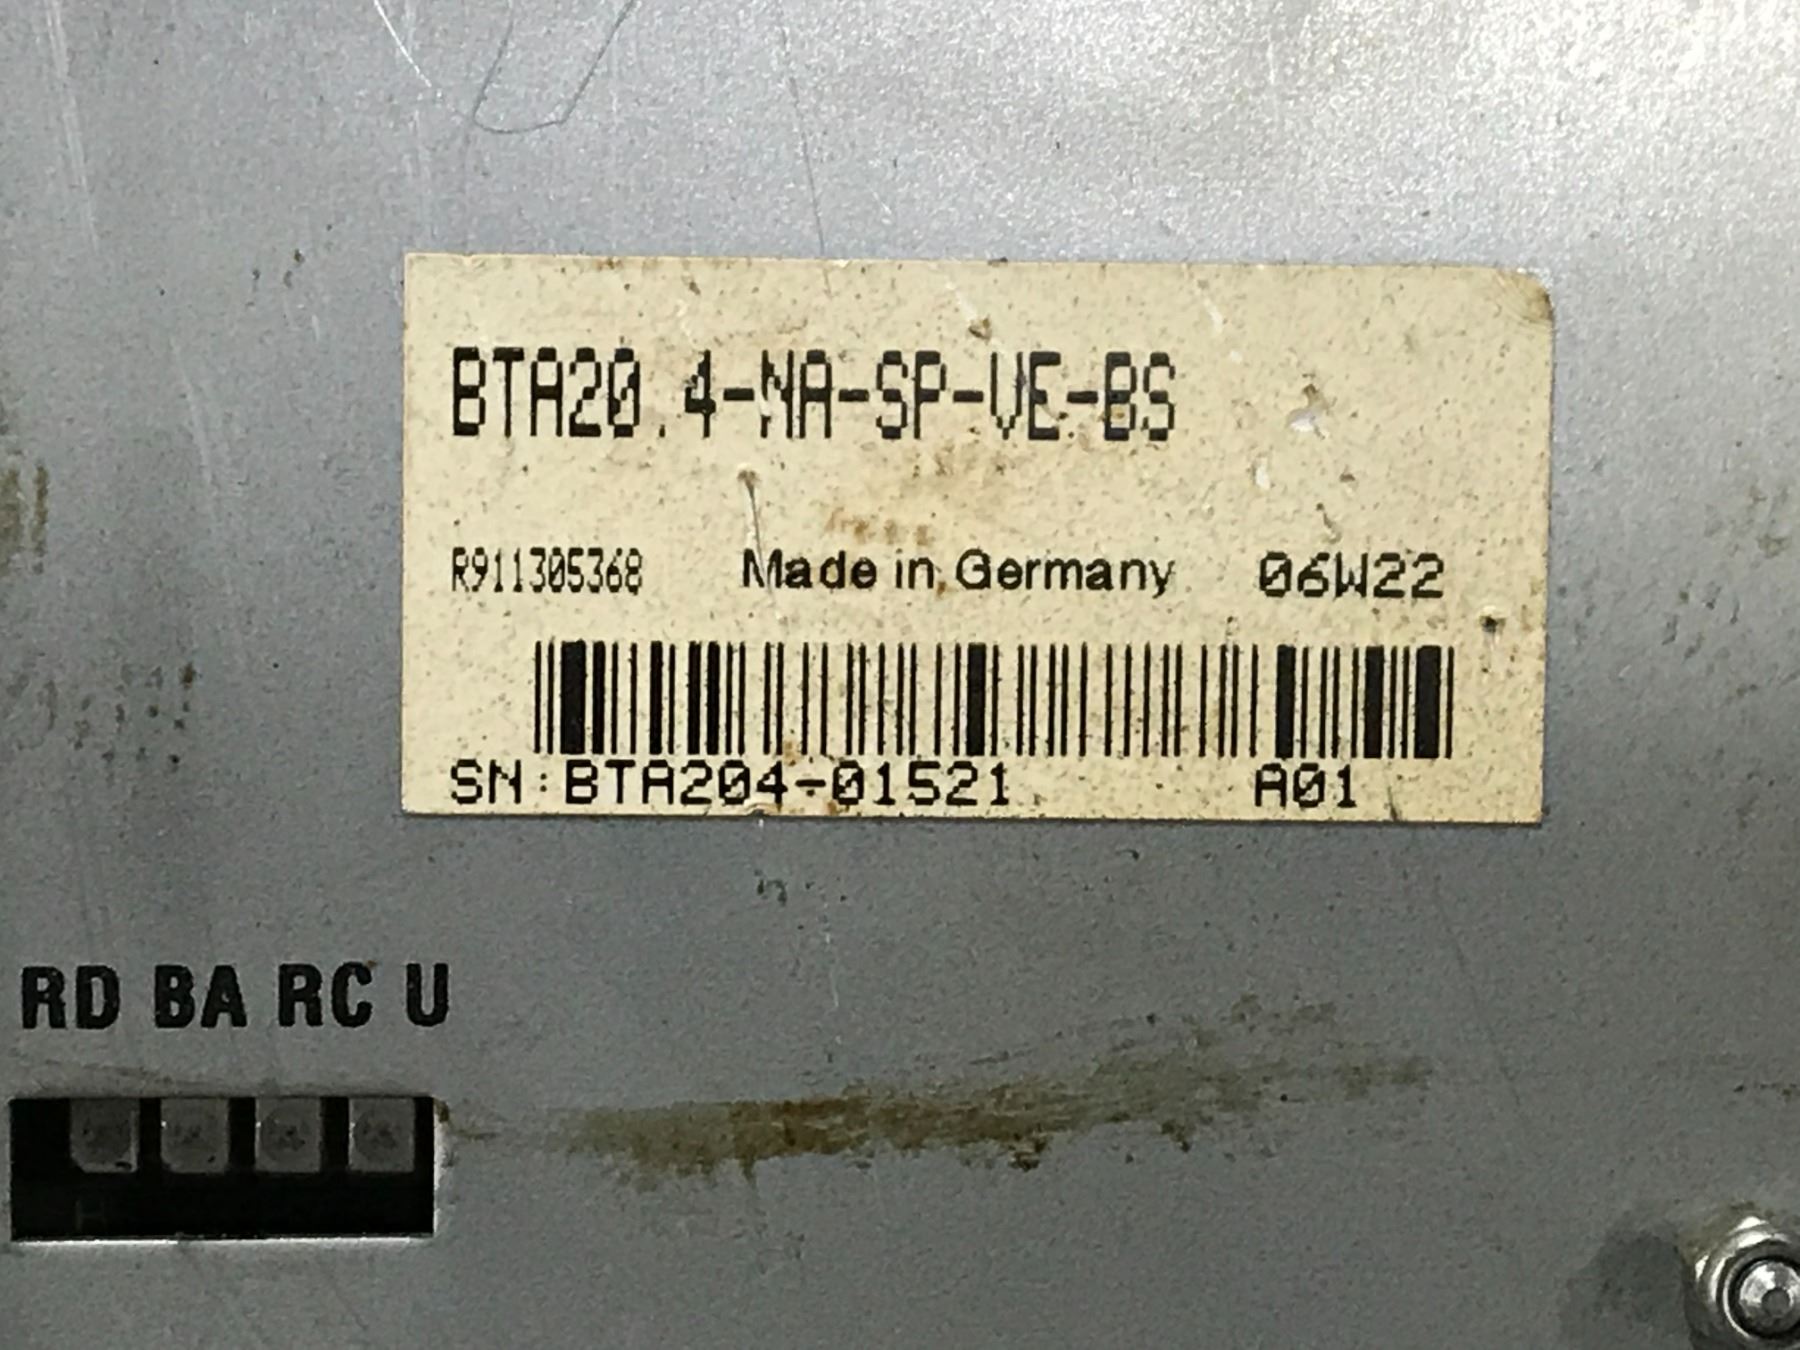 BTA20.4-NA-SP-VE-BS
R911305368 Made in Germany 06W22
SN:BTA204-01521 A01
RD BA RC U